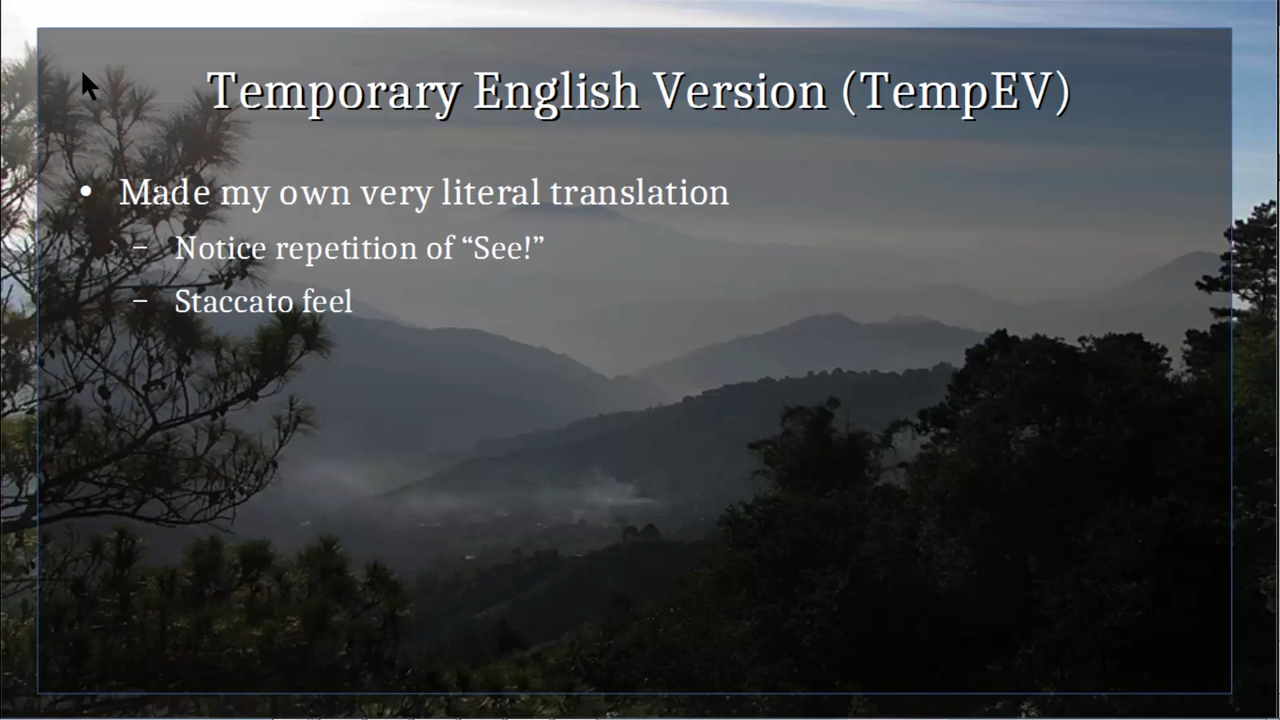 Temporary English Version (TempEV)
• Made my own very literal translation
– Notice repetition of “See!”
– Staccato feel